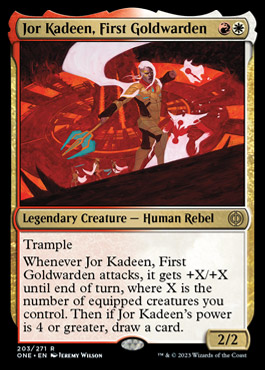 Jor Kadeen, First Goldwarden
Legendary Creature — Human Rebel
Trample
Whenever Jor Kadeen, First
Goldwarden attacks, it gets +X/+X
until end of turn, where X is
the number of equipped creatures
you control. Then if Jor Kadeen's power
is 4 or greater, draw a card.
2/2
203/271 R
ONE • EN JEREMY WILSON
™ & © 2023 Wizards of the Coast